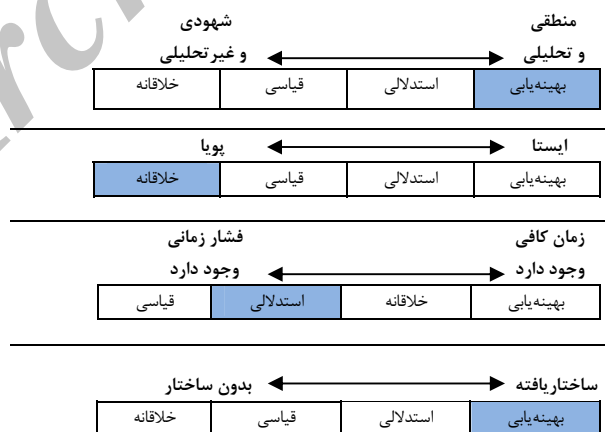 منطقی شهودی
و تحلیلی و غیرتحلیلی
بهینه‌یابی استدلالی قیاسی خلاقانه
ایستا پویا
بهینه‌یابی استدلالی قیاسی خلاقانه
زمان کافی فشار زمانی
وجود دارد وجود دارد
بهینه‌یابی خلاقانه استدلالی قیاسی
ساختاریافته بدون ساختار
بهینه‌یابی استدلالی قیاسی خلاقانه